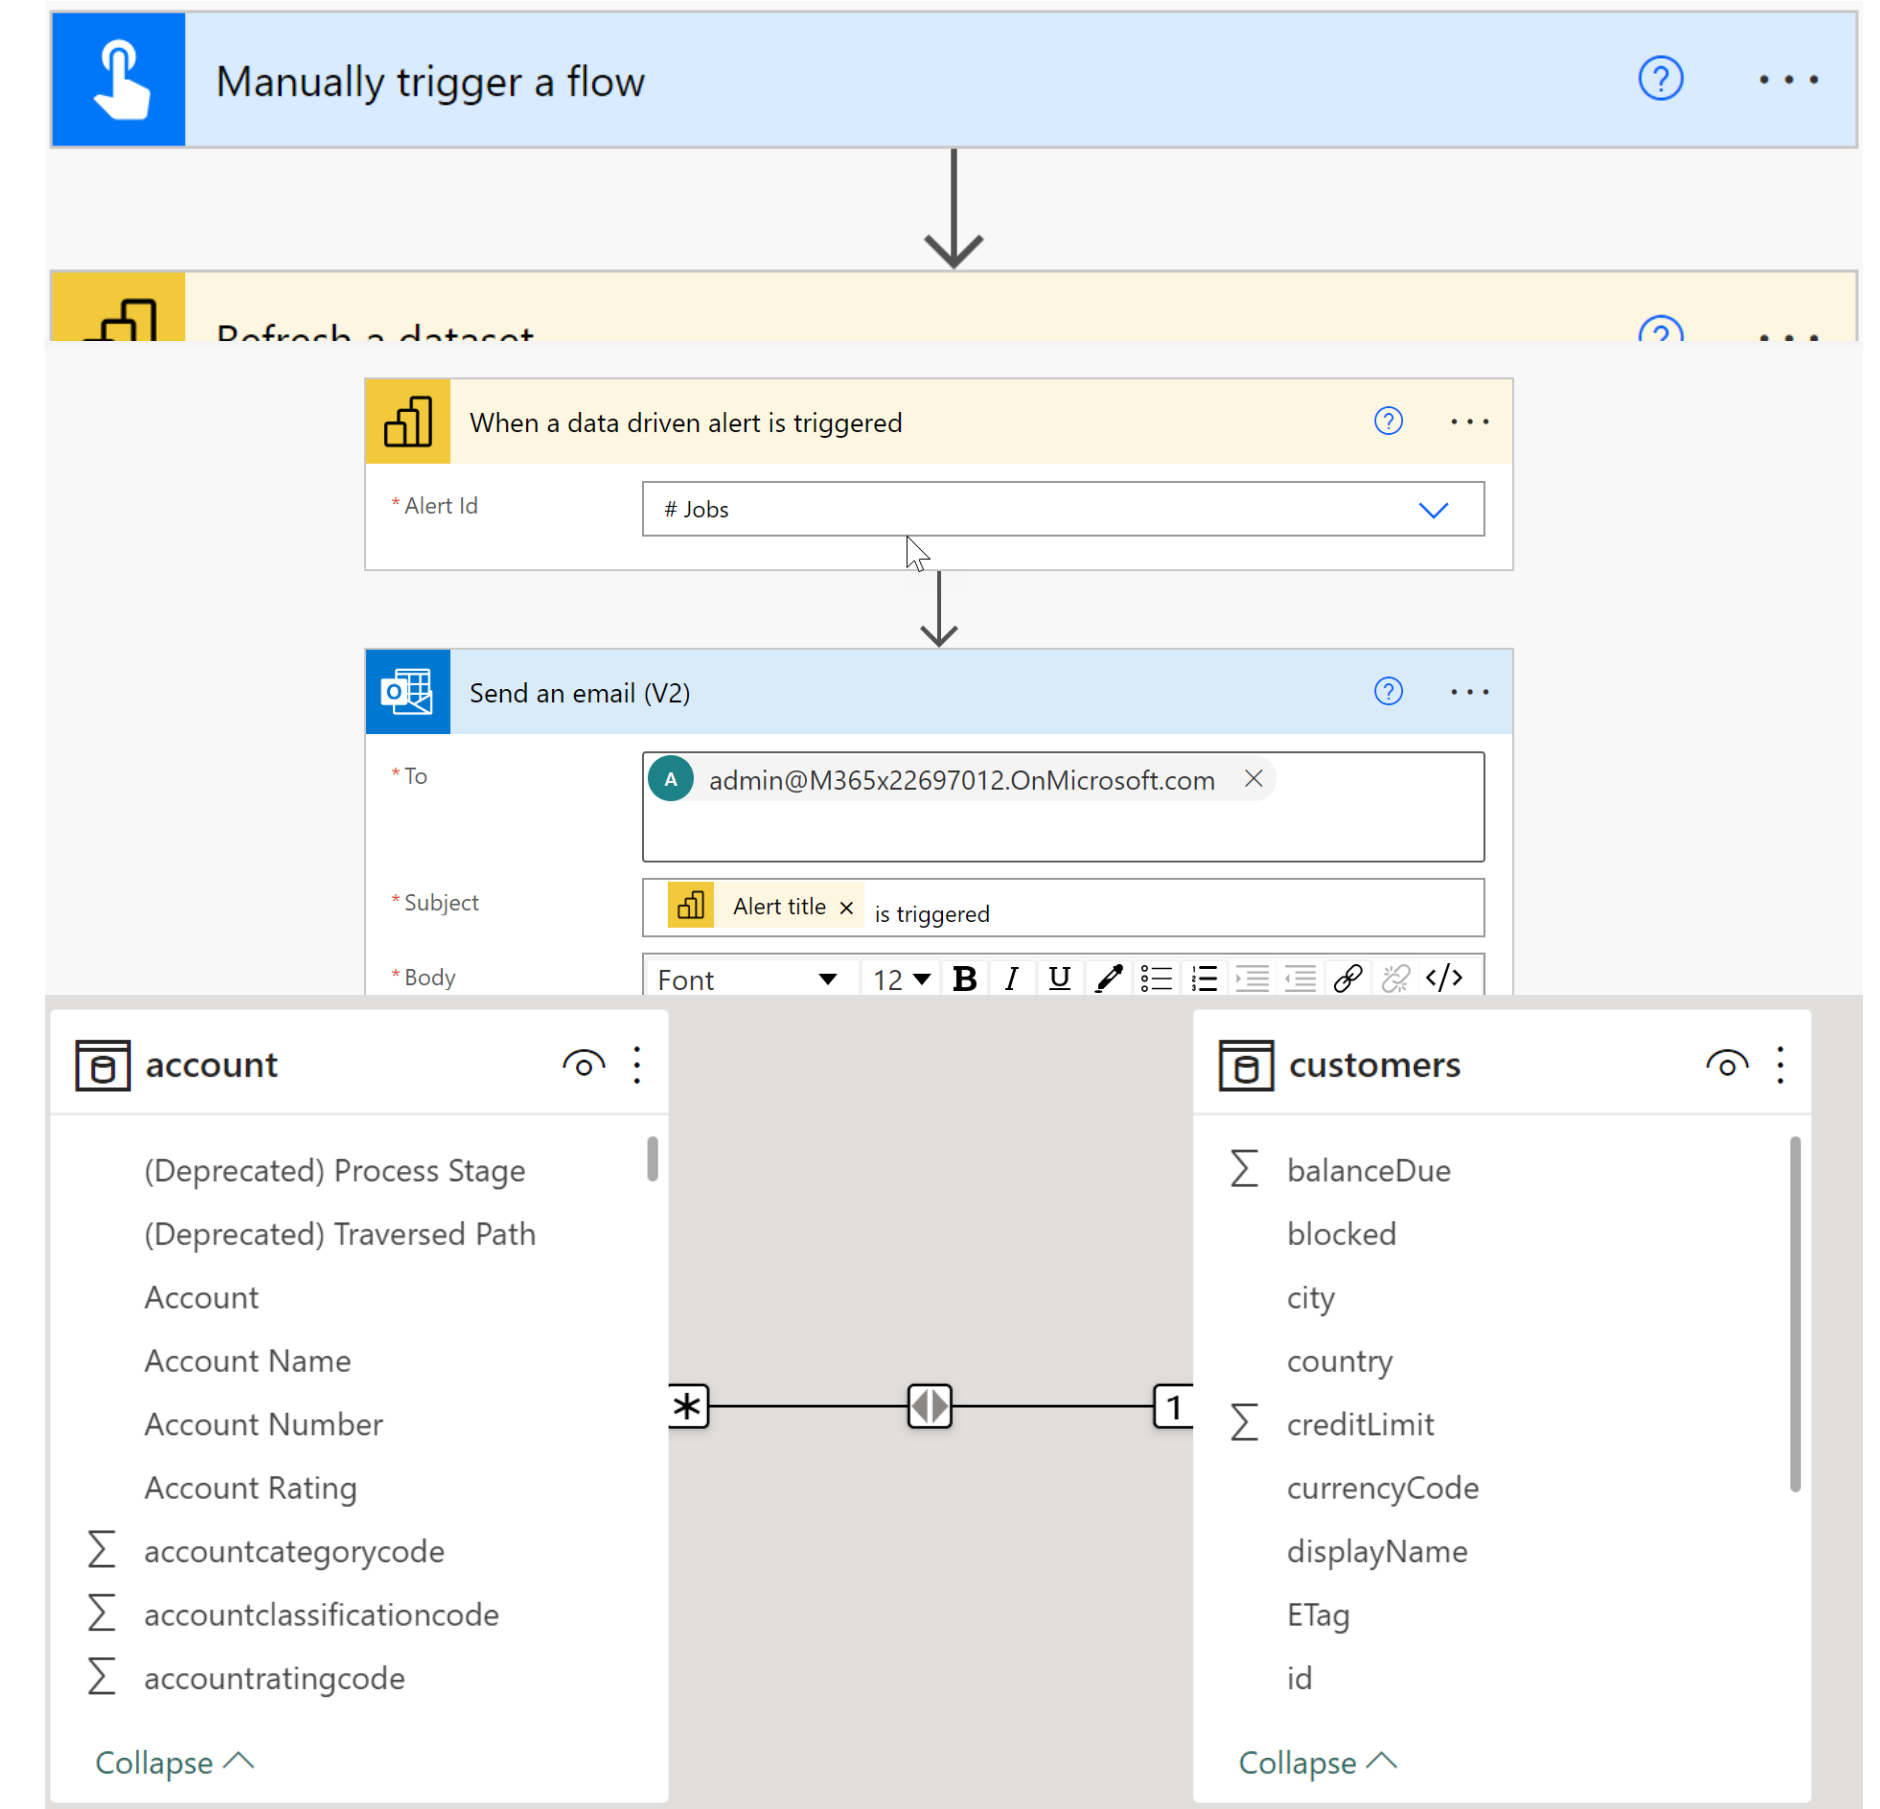 Manually trigger a flow
Refresh a dataset
When a data driven alert is triggered
* Alert Id
# Jobs
Send an email (V2)
* To
A admin@M365x22697012.OnMicrosoft.com
* Subject
Alert title × is triggered
* Body
Font 12 B I U </>
account
(Deprecated) Process Stage
(Deprecated) Traversed Path
Account
Account Name
Account Number
Account Rating
accountcategorycode
accountclassificationcode
accountratingcode
Collapse
* 1
customers
balanceDue
blocked
city
country
creditLimit
currencyCode
displayName
ETag
id
Collapse